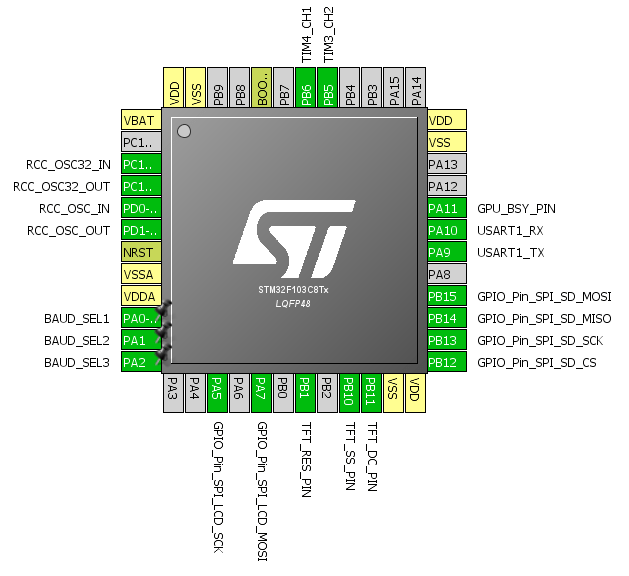 TIM4_CH1
TIM3_CH2
VDD
VSS
PB9
PB8
BOO..
PB7
PB6
PB5
PB4
PB3
PA15
PA14
VBAT
PC1..
RCC_OSC32_IN PC1..
RCC_OSC32_OUT PC1..
RCC_OSC_IN PD0-..
RCC_OSC_OUT PD1-..
NRST
VSSA
VDDA
BAUD_SEL1 PA0-..
BAUD_SEL2 PA1
BAUD_SEL3 PA2
ST
STM32F103C8Tx
LQFP48
VDD
VSS
PA13
PA12
PA11 GPU_BSY_PIN
PA10 USART1_RX
PA9 USART1_TX
PA8
PB15 GPIO_Pin_SPI_SD_MOSI
PB14 GPIO_Pin_SPI_SD_MISO
PB13 GPIO_Pin_SPI_SD_SCK
PB12 GPIO_Pin_SPI_SD_CS
PA3
PA4
PA5
PA6
PA7
PB0
PB1
PB2
PB10
PB11
VSS
VDD
GPIO_Pin_SPI_LCD_SCK
GPIO_Pin_SPI_LCD_MOSI
TFT_RES_PIN
TFT_SS_PIN
TFT_DC_PIN